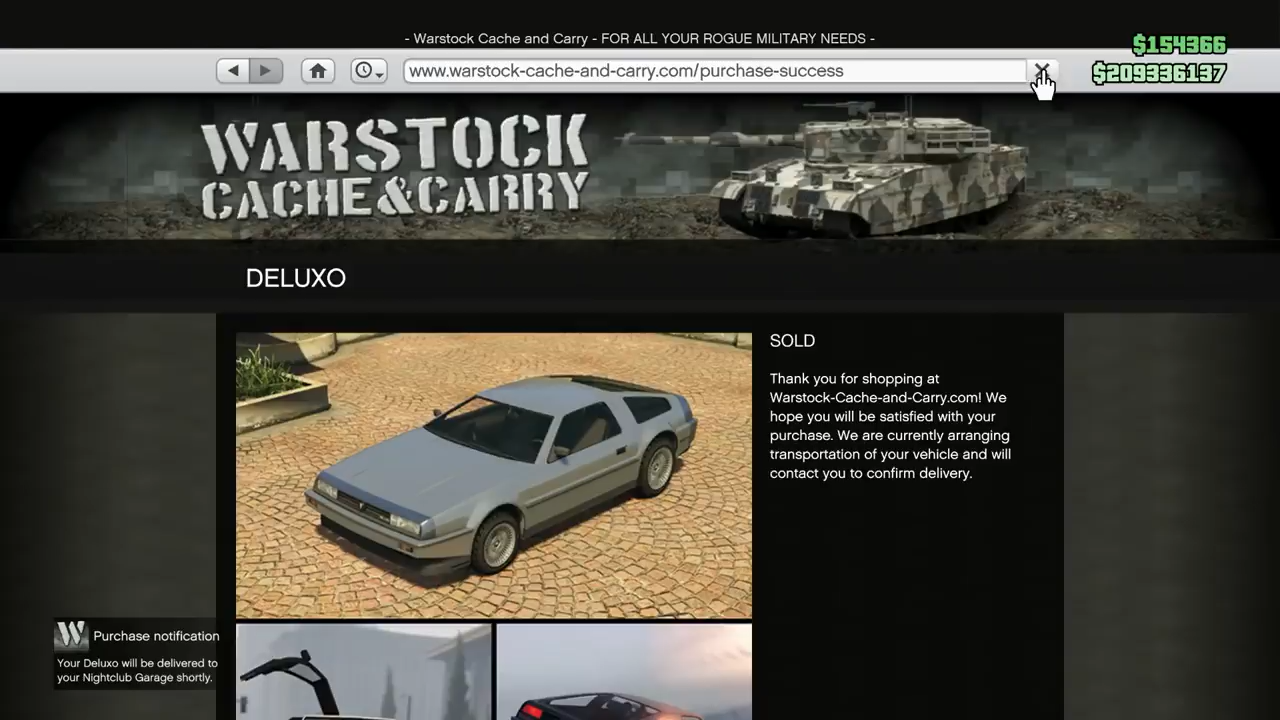 - Warstock Cache and Carry - FOR ALL YOUR ROGUE MILITARY NEEDS -
$154366
www.warstock-cache-and-carry.com/purchase-success
$209336197
WARSTOCK
CACHE&CARRY
DELUXO
SOLD
Thank you for shopping at
Warstock-Cache-and-Carry.com! We
hope you will be satisfied with your
purchase. We are currently arranging
transportation of your vehicle and will
contact you to confirm delivery.
W
Purchase notification
Your Deluxo will be delivered to
your Nightclub Garage shortly.